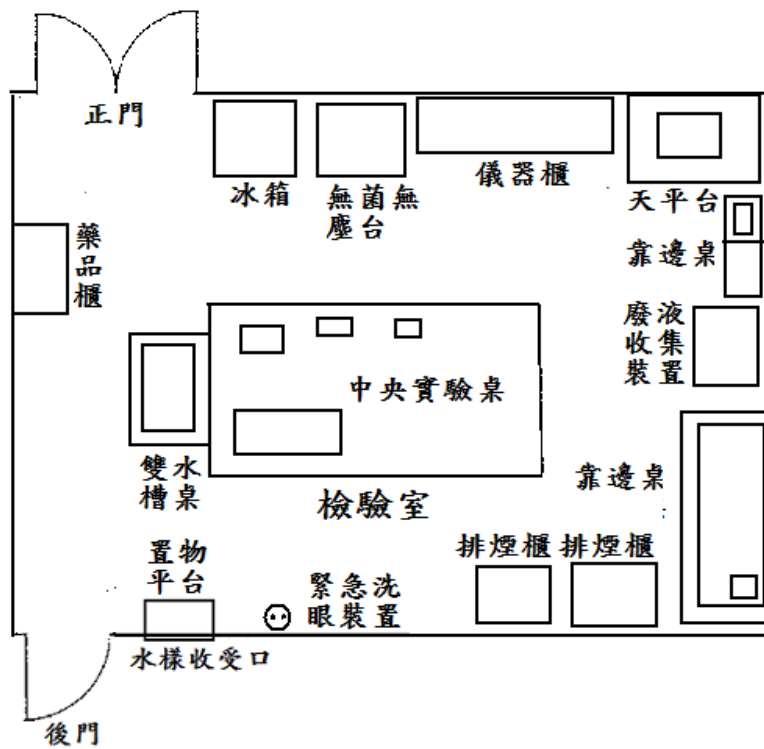 正門
冰箱
無菌無
塵台
儀器櫃
天平台
藥
品
櫃
靠邊桌
廢液
收集
裝置
中央實驗桌
雙水
槽桌
靠邊桌
檢驗室
置物
平台
排煙櫃
排煙櫃
緊急洗
眼裝置
水樣收受口
後門